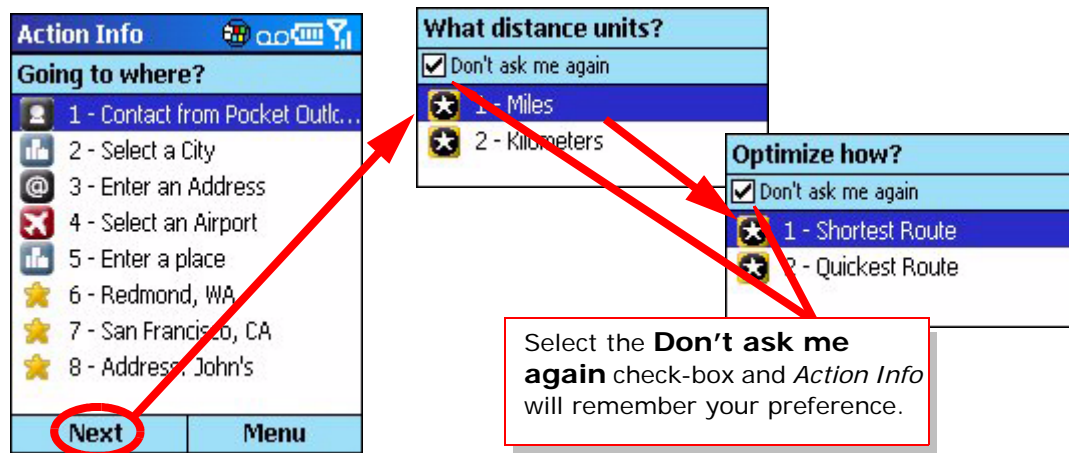 Action Info
Going to where?
1 - Contact from Pocket Outlc...
2 - Select a City
3 - Enter an Address
4 - Select an Airport
5 - Enter a place
6 - Redmond, WA
7 - San Francisco, CA
8 - Address: John's
Next Menu
What distance units?
Don't ask me again
1 - Miles
2 - Kilometers
Optimize how?
Don't ask me again
1 - Shortest Route
2 - Quickest Route
Select the Don't ask me
again check-box and Action Info
will remember your preference.